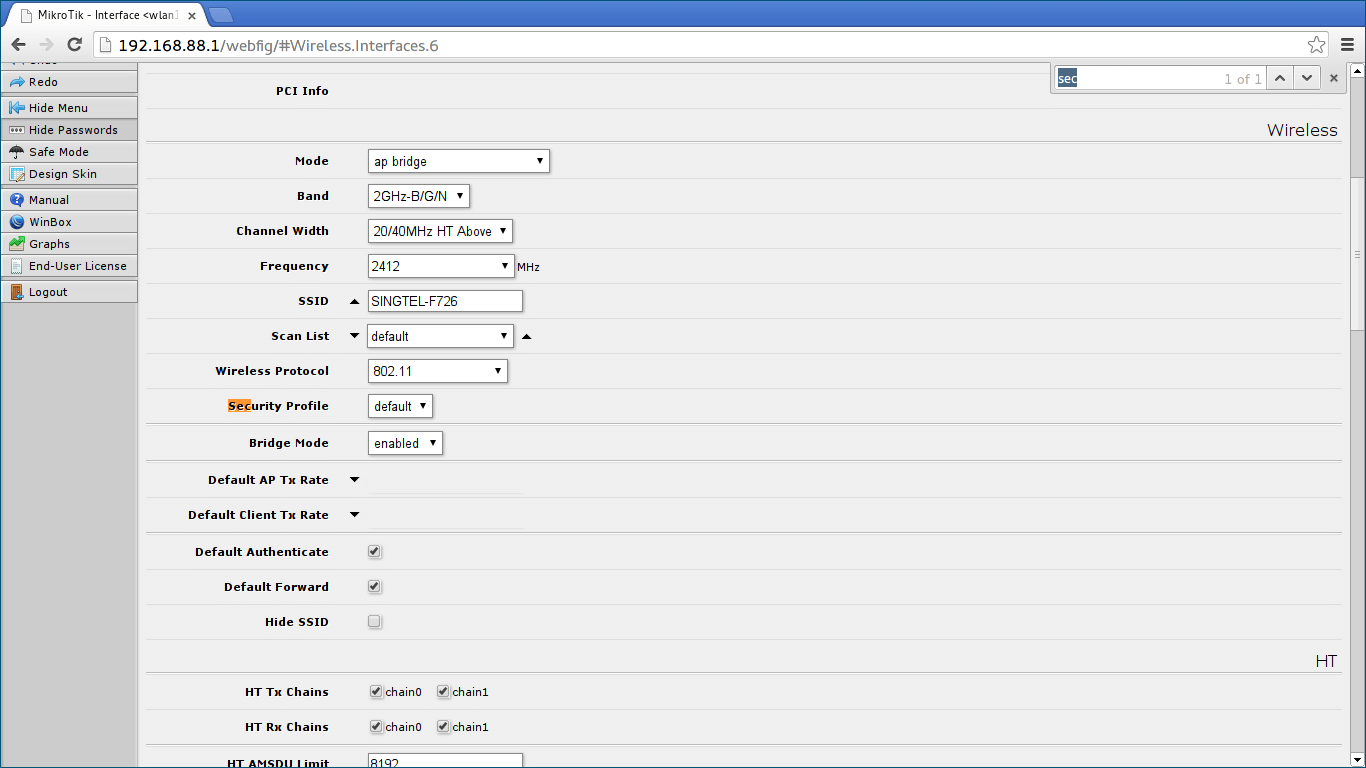 MikroTik - Interface <wlan1
192.168.88.1/webfig/#Wireless.Interfaces.6
sec 1 of 1
Undo
Redo
Hide Menu
Hide Passwords
Safe Mode
Design Skin
Manual
WinBox
Graphs
End-User License
Logout
PCI Info
Wireless
Mode ap bridge
Band 2GHz-B/G/N
Channel Width 20/40MHz HT Above
Frequency 2412 MHz
SSID SINGTEL-F726
Scan List default
Wireless Protocol 802.11
Security Profile default
Bridge Mode enabled
Default AP Tx Rate
Default Client Tx Rate
Default Authenticate
Default Forward
Hide SSID
HT
HT Tx Chains chain0 chain1
HT Rx Chains chain0 chain1
HT AMSDU Limit 8192